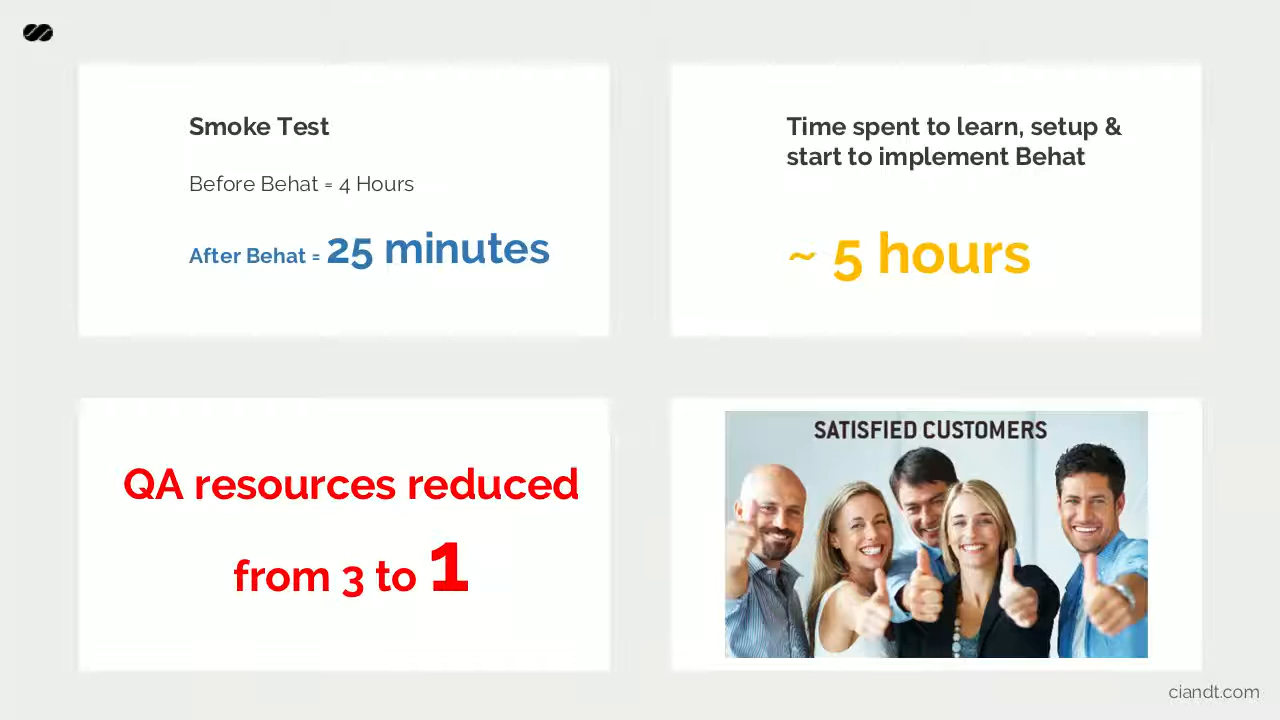 Smoke Test
Before Behat = 4 Hours
After Behat = 25 minutes
Time spent to learn, setup &
start to implement Behat
~ 5 hours
QA resources reduced
from 3 to 1
SATISFIED CUSTOMERS
ciandt.com